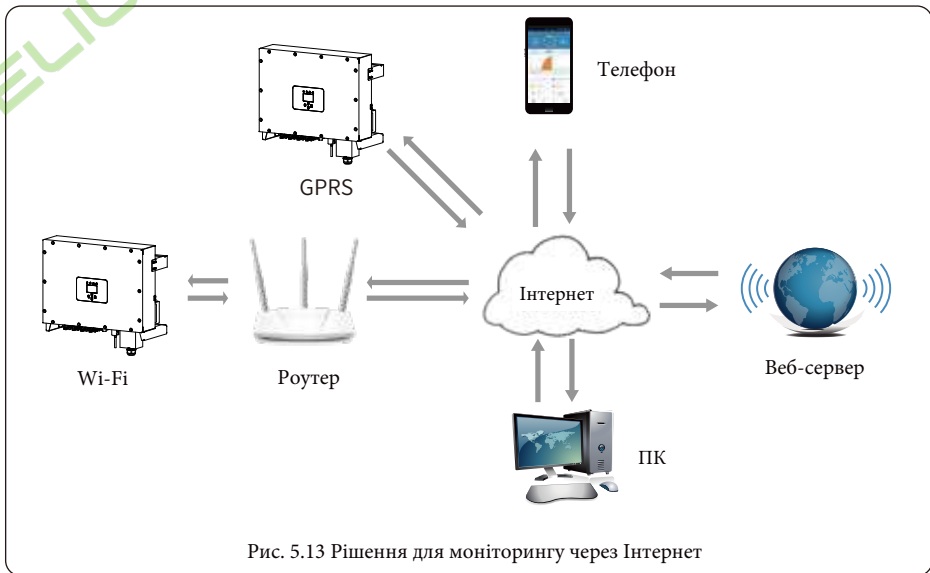 Телефон
GPRS
Інтернет
Wi-Fi
Роутер
Веб-сервер
ПК
Рис. 5.13 Рішення для моніторингу через Інтернет